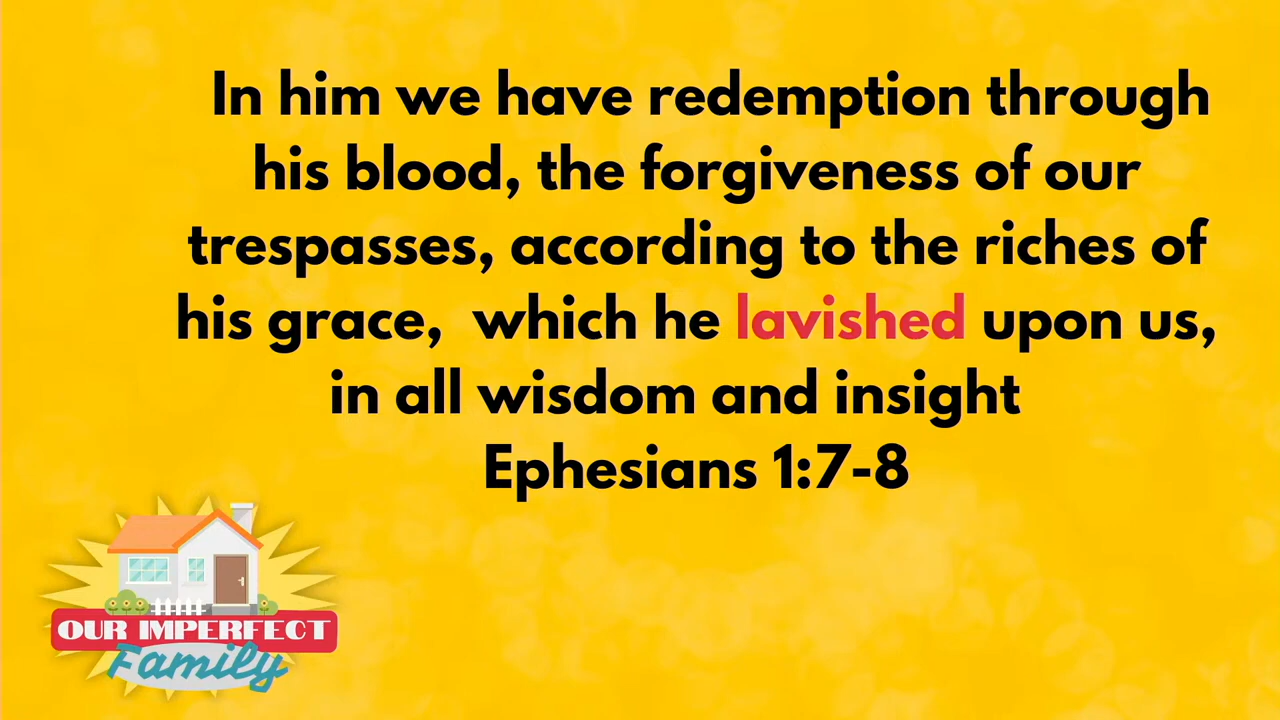 In him we have redemption through
his blood, the forgiveness of our
trespasses, according to the riches of
his grace,  which he lavished upon us,
in all wisdom and insight
Ephesians 1:7-8
OUR IMPERFECT
Family